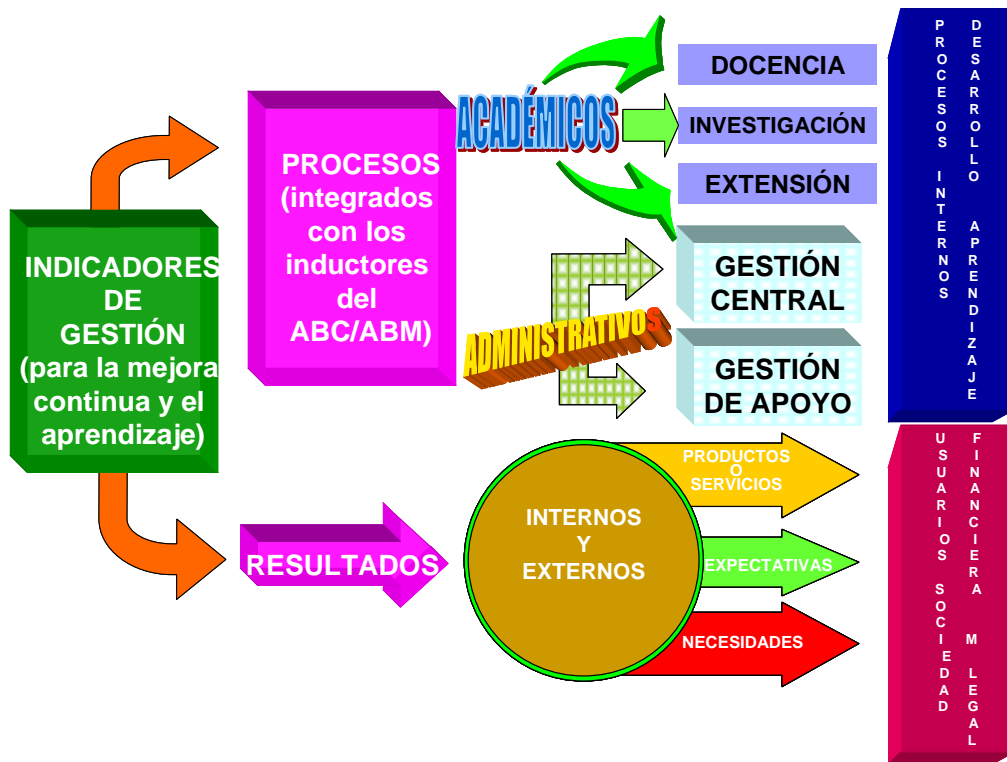 INDICADORES
DE
GESTIÓN
(para la mejora
continua y el
aprendizaje)
PROCESOS
(integrados
con los
inductores
del
ABC/ABM)
ACADÉMICOS
DOCENCIA
INVESTIGACIÓN
EXTENSIÓN
ADMINISTRATIVOS
GESTIÓN
CENTRAL
GESTIÓN
DE APOYO
RESULTADOS
INTERNOS
Y
EXTERNOS
PRODUCTOS
O
SERVICIOS
EXPECTATIVAS
NECESIDADES
PROCESOS INTERNOS
DESARROLLO APRENDIZAJE
USUARIOS SOCIEDAD
FINANCIERA M LEGAL